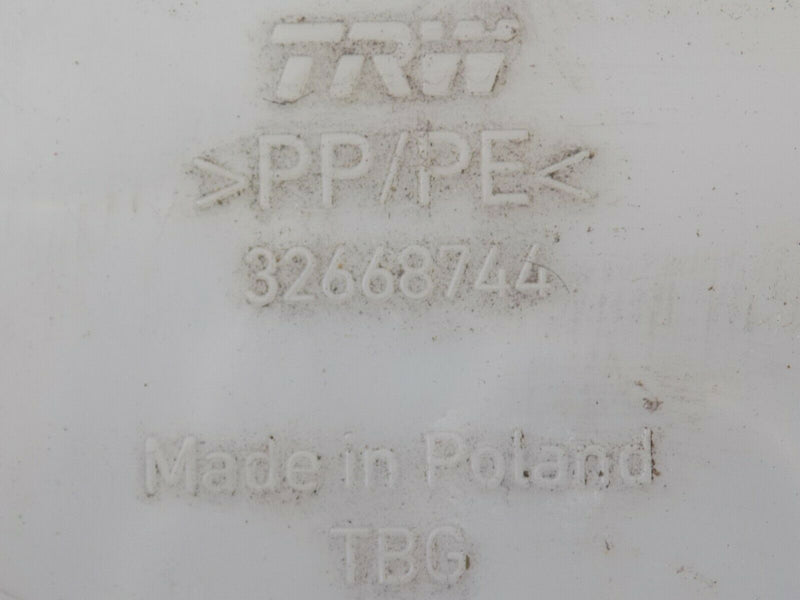 TRW
>PP/PE<
32668744
Made in Poland
TBG